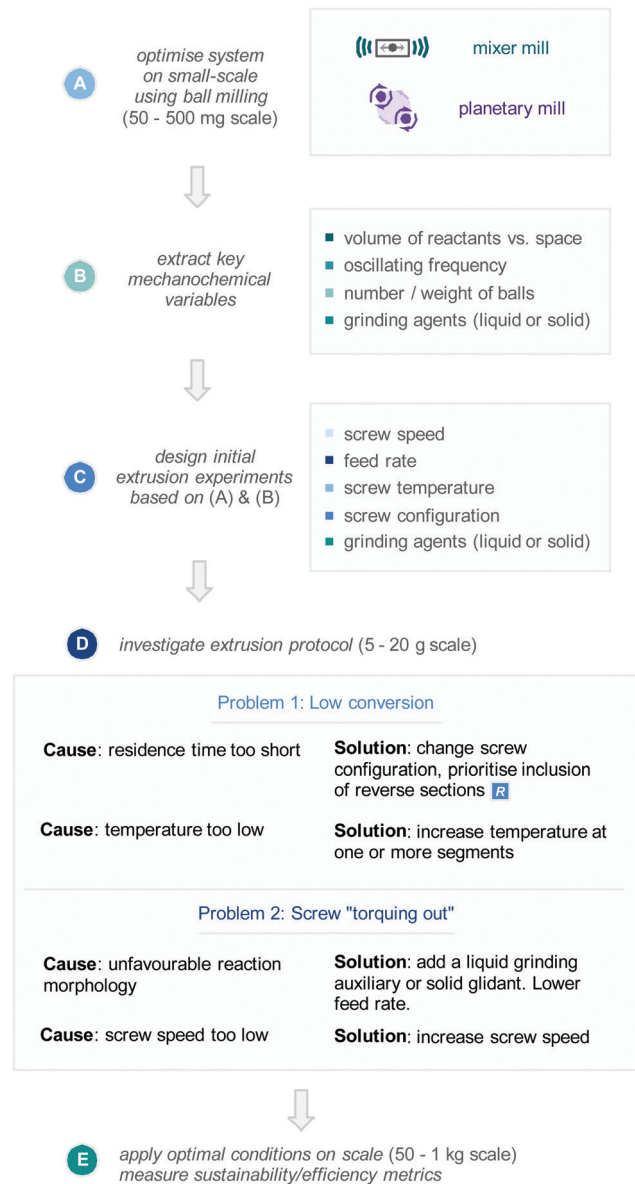 A
optimise system
on small-scale
using ball milling
(50 - 500 mg scale)
mixer mill
planetary mill
B
extract key
mechanochemical
variables
volume of reactants vs. space
oscillating frequency
number / weight of balls
grinding agents (liquid or solid)
C
design initial
extrusion experiments
based on (A) & (B)
screw speed
feed rate
screw temperature
screw configuration
grinding agents (liquid or solid)
D
investigate extrusion protocol (5 - 20 g scale)
Problem 1: Low conversion
Cause: residence time too short
Solution: change screw
configuration, prioritise inclusion
of reverse sections R
Cause: temperature too low
Solution: increase temperature at
one or more segments
Problem 2: Screw "torquing out"
Cause: unfavourable reaction
morphology
Solution: add a liquid grinding
auxiliary or solid glidant. Lower
feed rate.
Cause: screw speed too low
Solution: increase screw speed
E
apply optimal conditions on scale (50 - 1 kg scale)
measure sustainability/efficiency metrics